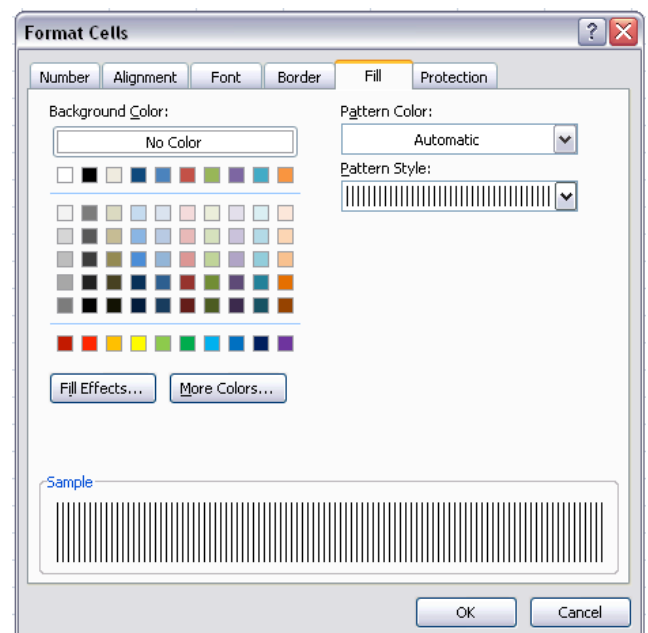 Format Cells
Number Alignment Font Border Fill Protection
Background Color:
No Color
Pattern Color:
Automatic
Pattern Style:
Fill Effects... More Colors...
Sample
OK Cancel